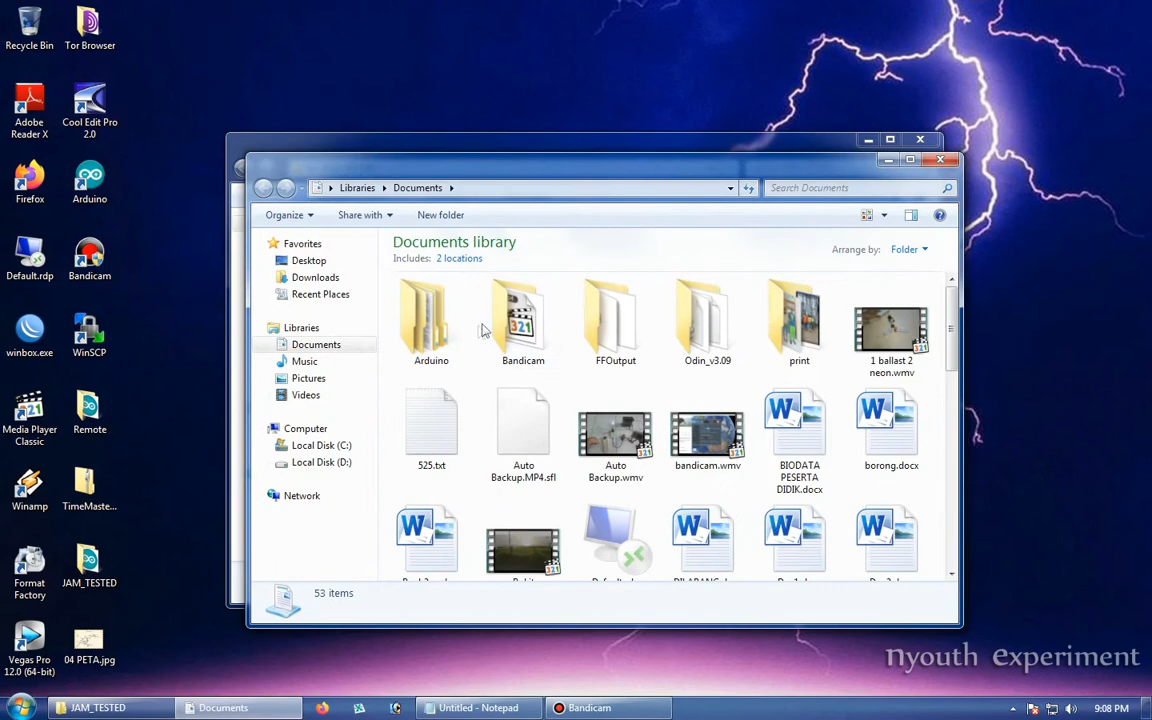 Recycle Bin
Tor Browser
Adobe
Reader X
Cool Edit Pro
2.0
Firefox
Arduino
Default.rdp
Bandicam
winbox.exe
WinSCP
Media Player
Classic
Remote
Winamp
TimeMaste...
Format
Factory
JAM_TESTED
Vegas Pro
12.0 (64-bit)
04 PETA.jpg
Libraries
Documents
Search Documents
Organize
Share with
New folder
Favorites
Desktop
Downloads
Recent Places
Libraries
Documents
Music
Pictures
Videos
Computer
Local Disk (C:)
Local Disk (D:)
Network
Documents library
Includes: 2 locations
Arrange by: Folder
Arduino
Bandicam
FFOutput
Odin_v3.09
print
1 ballast 2
neon.wmv
525.txt
Auto
Backup.MP4.sfl
Auto
Backup.wmv
bandicam.wmv
BIODATA
PESERTA
DIDIK.docx
borong.docx
53 items
nyouth experiment
JAM_TESTED
Documents
Untitled - Notepad
Bandicam
9:08 PM